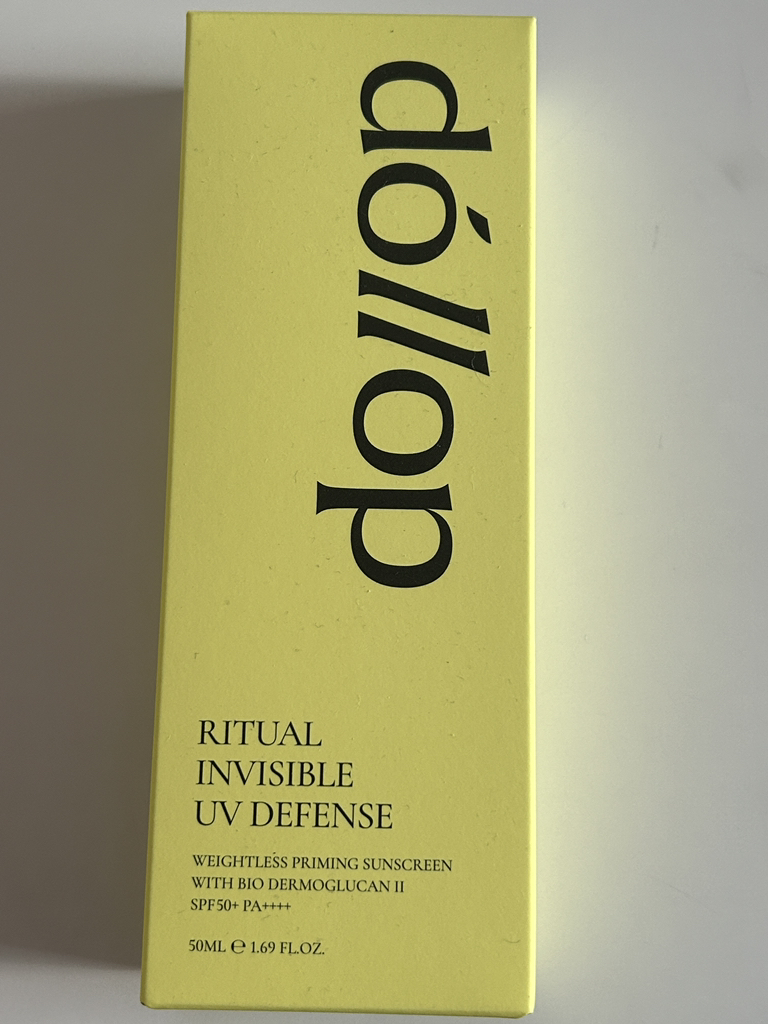 dóllop
RITUAL
INVISIBLE
UV DEFENSE
WEIGHTLESS PRIMING SUNSCREEN
WITH BIO DERMOGLUCAN II
SPF50+ PA++++
50ML ℮ 1.69 FL.OZ.